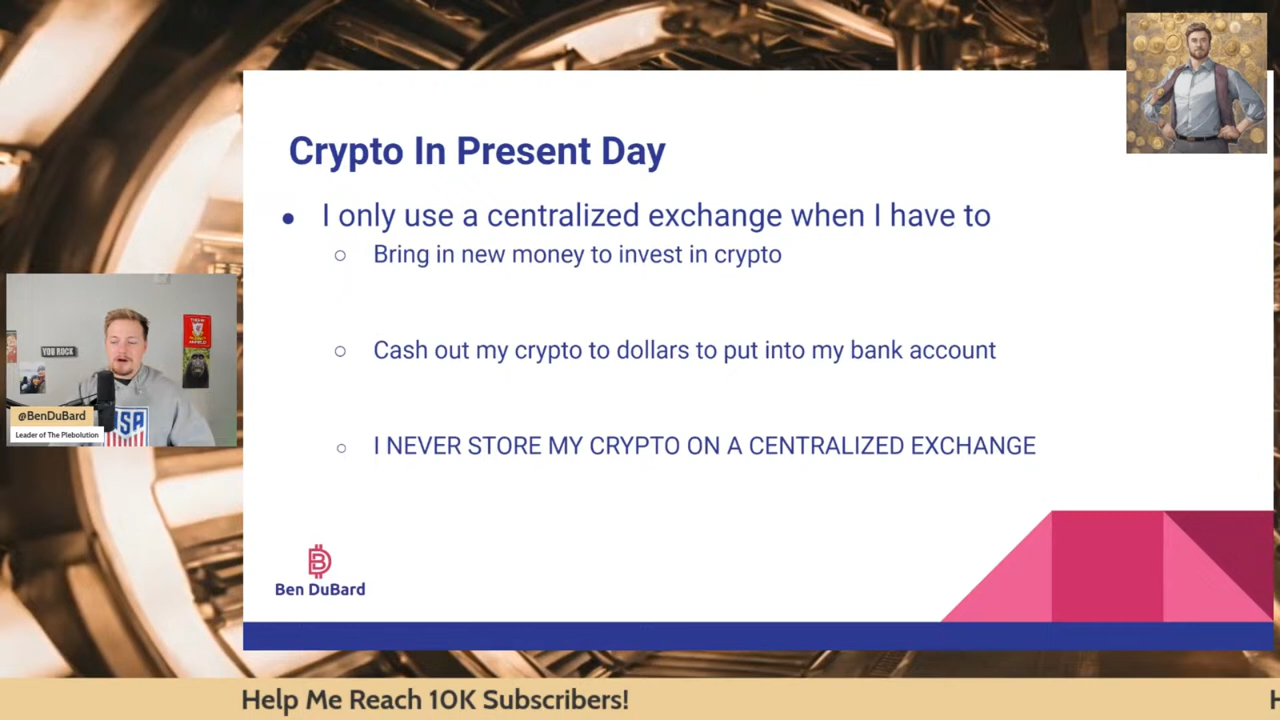 Crypto In Present Day
I only use a centralized exchange when I have to
Bring in new money to invest in crypto
Cash out my crypto to dollars to put into my bank account
I NEVER STORE MY CRYPTO ON A CENTRALIZED EXCHANGE
YOU ROCK
@BenDuBard
Leader of The Plebolution
USA
Ben DuBard
Help Me Reach 10K Subscribers!
H